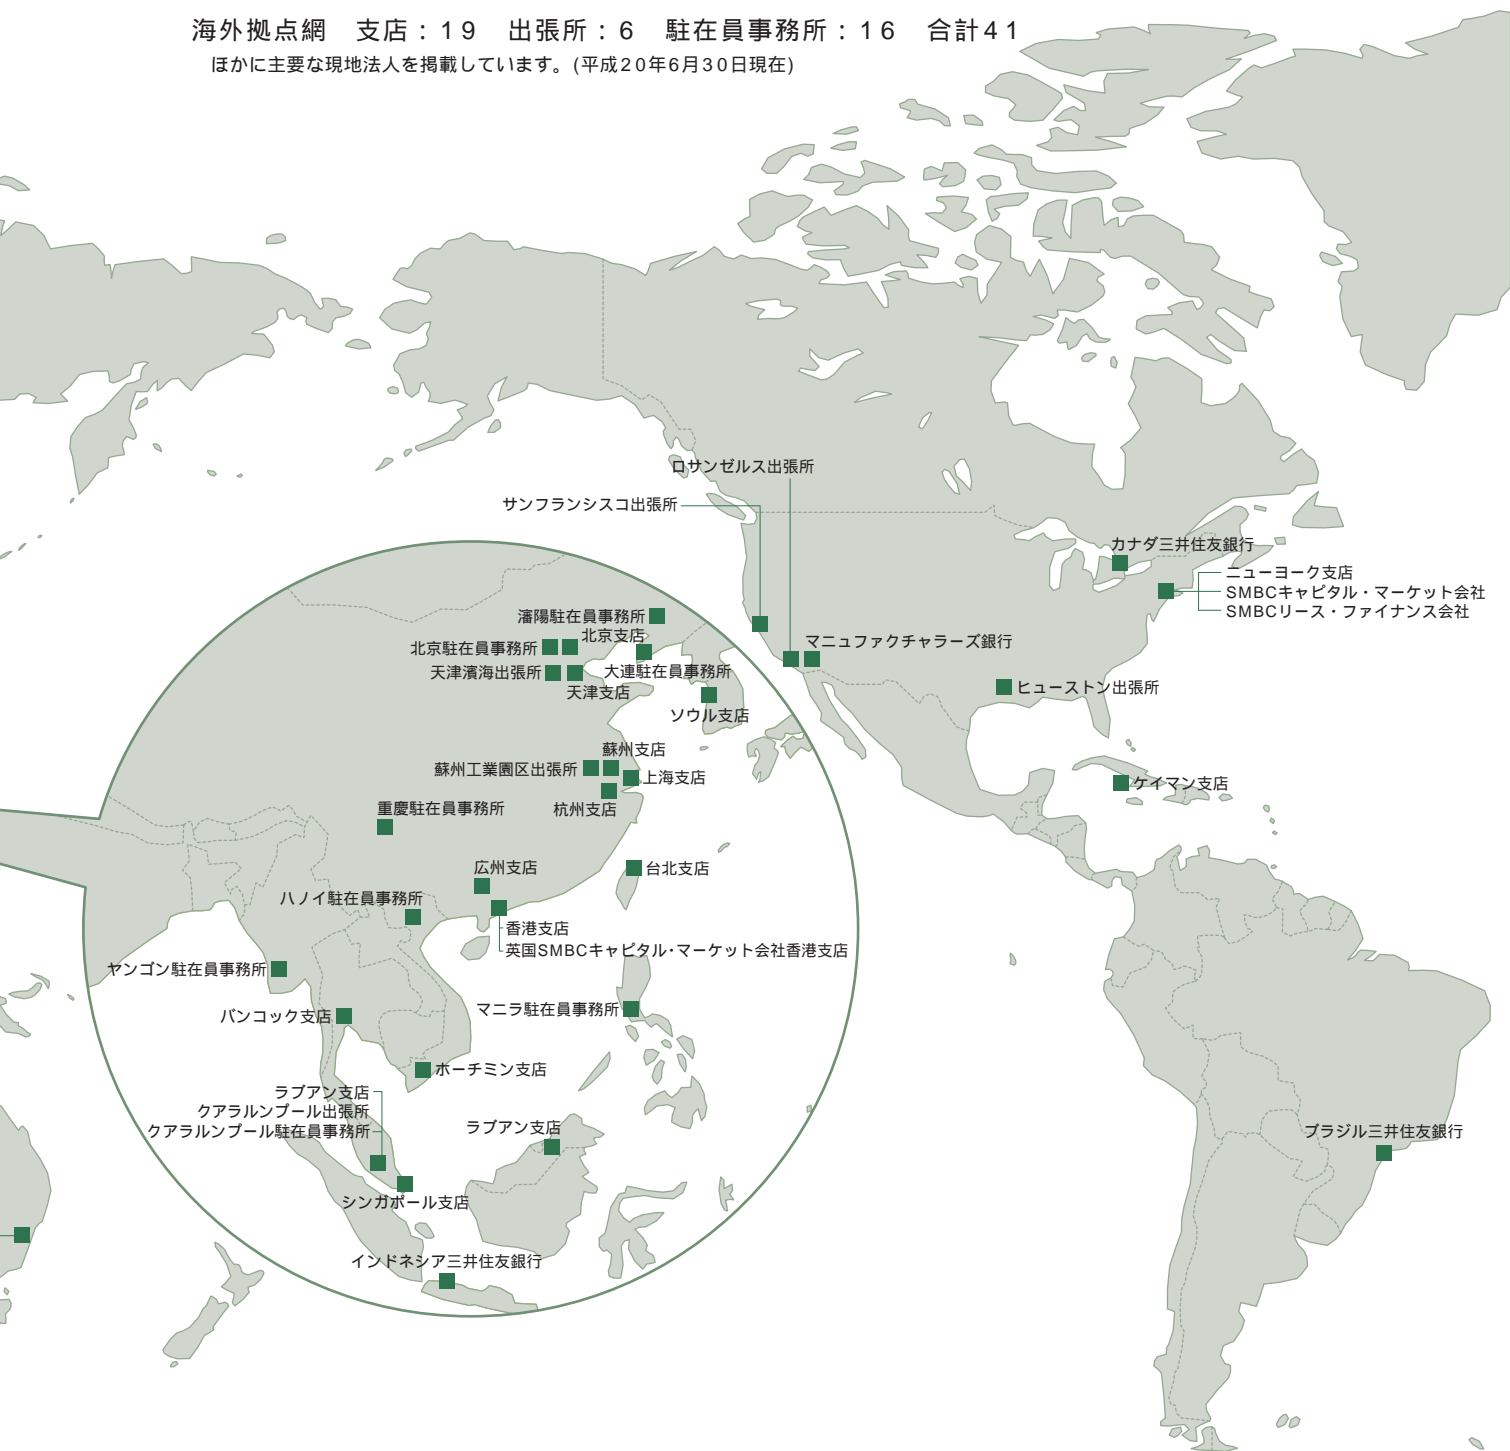 海外拠点網　支店：19　出張所：6　駐在員事務所：16　合計41
ほかに主要な現地法人を掲載しています。(平成20年6月30日現在)
ロサンゼルス出張所
サンフランシスコ出張所
カナダ三井住友銀行
ニューヨーク支店
SMBCキャピタル・マーケット会社
SMBCリース・ファイナンス会社
マニュファクチャラーズ銀行
ヒューストン出張所
ケイマン支店
瀋陽駐在員事務所
北京支店
北京駐在員事務所
大連駐在員事務所
天津濱海出張所
天津支店
ソウル支店
蘇州支店
蘇州工業園区出張所
上海支店
杭州支店
重慶駐在員事務所
広州支店
台北支店
ハノイ駐在員事務所
香港支店
英国SMBCキャピタル・マーケット会社香港支店
ヤンゴン駐在員事務所
マニラ駐在員事務所
バンコック支店
ホーチミン支店
ラブアン支店
クアラルンプール出張所
クアラルンプール駐在員事務所
ラブアン支店
ブラジル三井住友銀行
シンガポール支店
インドネシア三井住友銀行